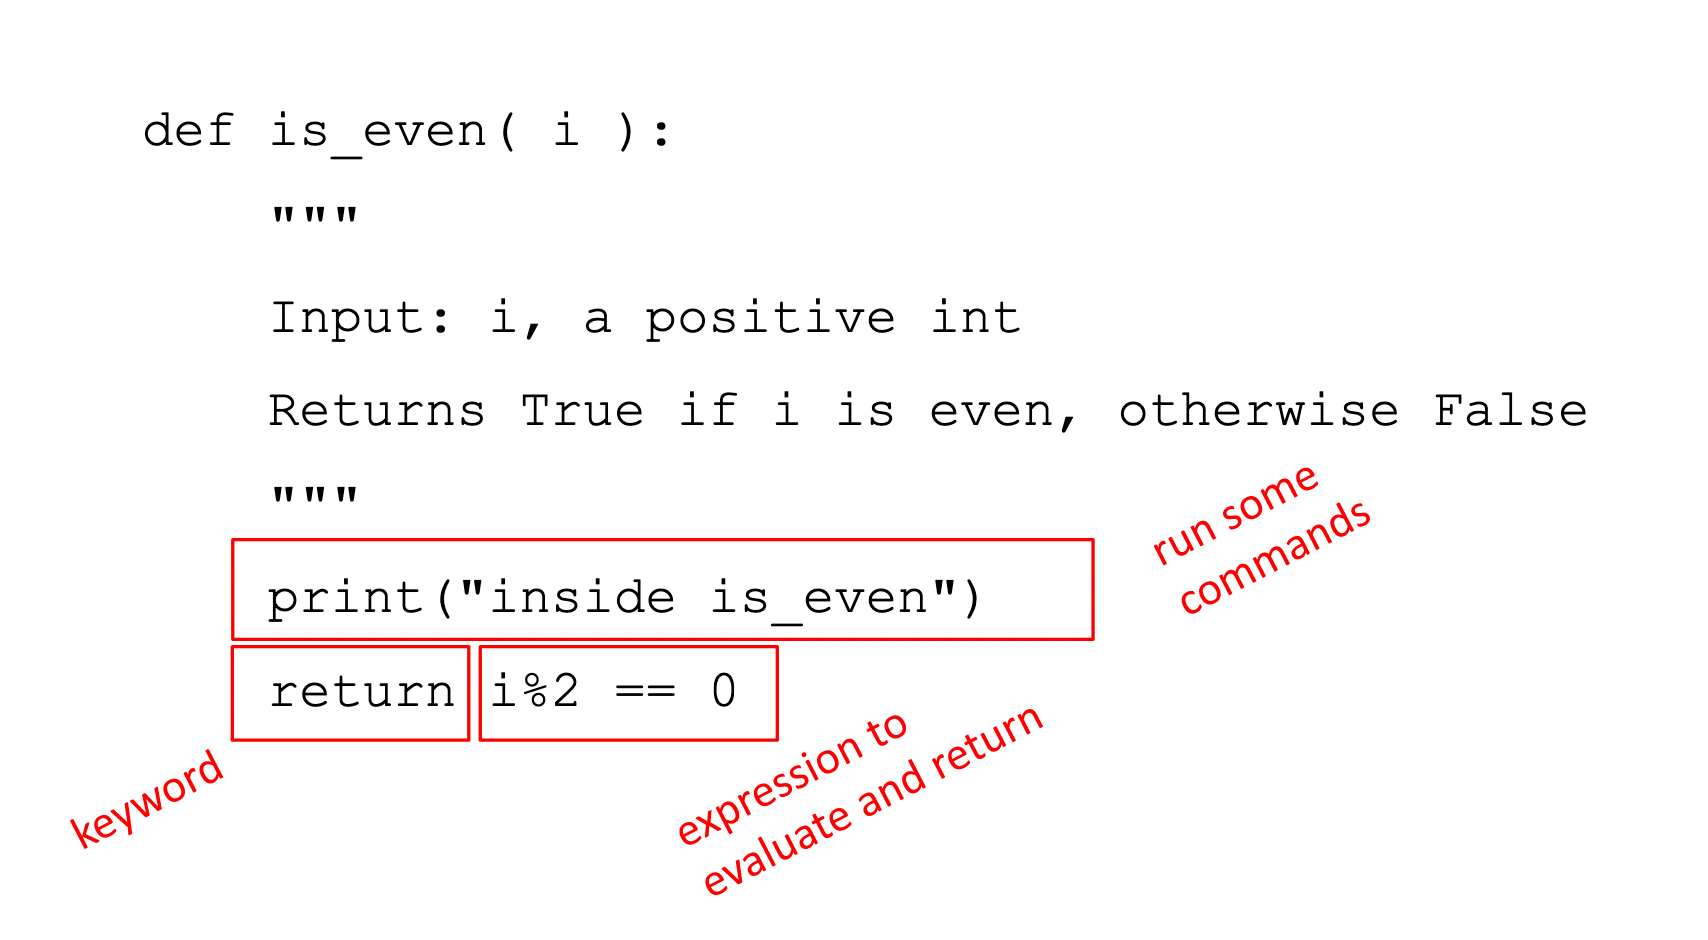 def is_even( i ):
"""
Input: i, a positive int
Returns True if i is even, otherwise False
"""
run some
commands
print("inside is_even")
return i%2 == 0
keyword
expression to
evaluate and return